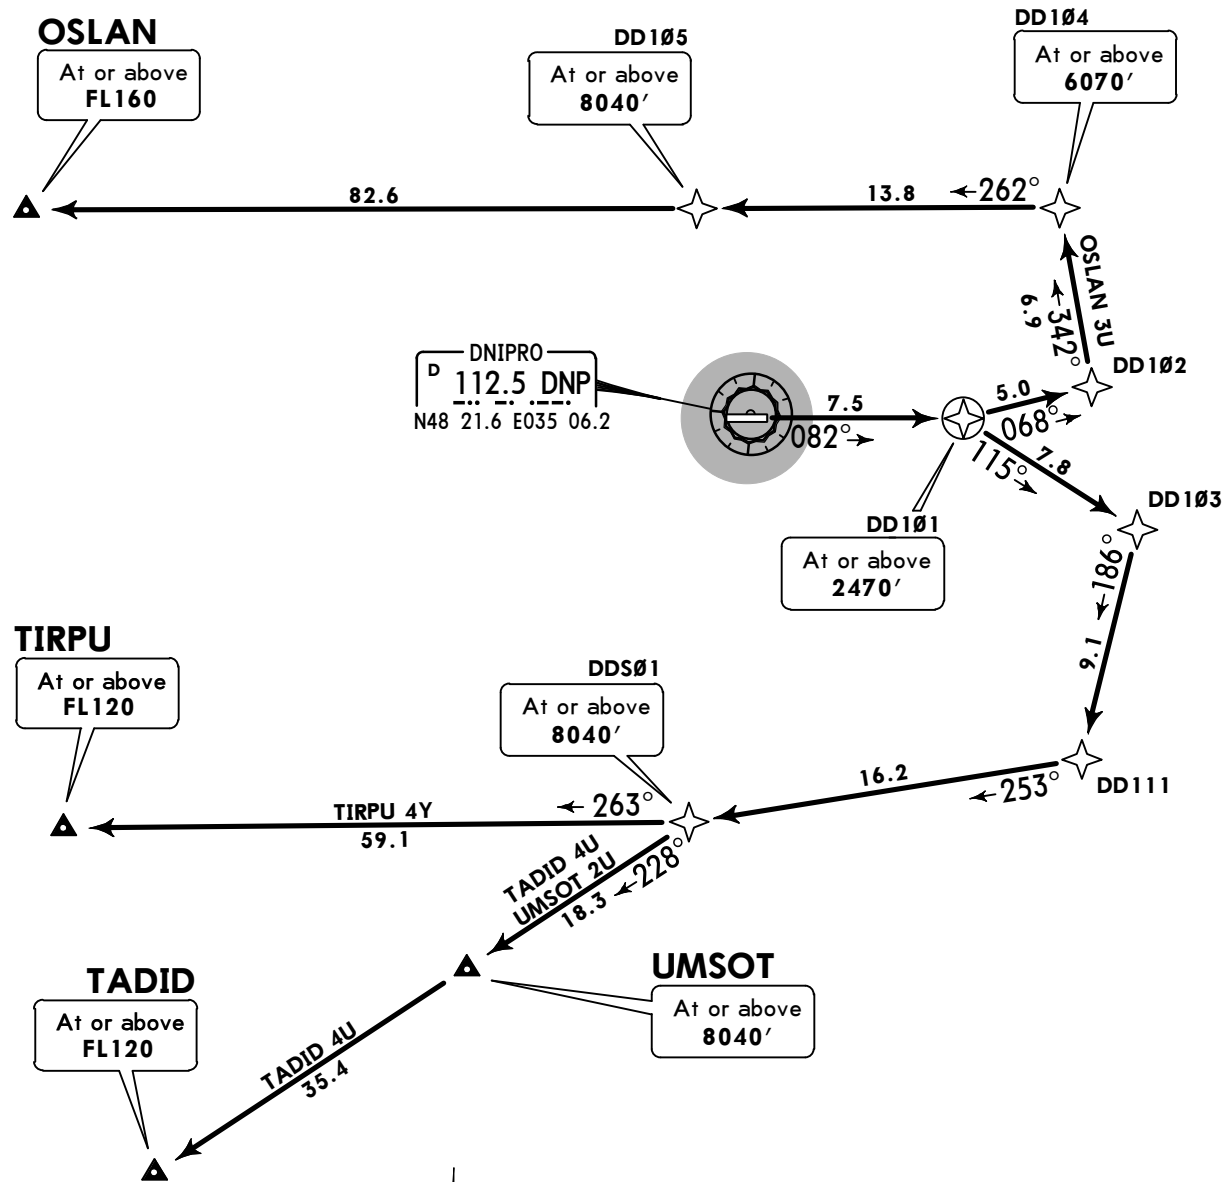 OSLAN
At or above
FL160
DD1Ø5
At or above
8040′
DD1Ø4
At or above
6070′
82.6
13.8
262°
OSLAN 3U
342°
6.9
DD1Ø2
DNIPRO
D 112.5 DNP
N48 21.6 E035 06.2
7.5
082°
5.0
068°
115°
7.8
DD1Ø3
DD1Ø1
At or above
2470′
186°
9.1
TIRPU
At or above
FL120
DDSØ1
At or above
8040′
16.2
253°
DD111
263°
TIRPU 4Y
59.1
TADID 4U
UMSOT 2U
228°
18.3
UMSOT
At or above
8040′
TADID
At or above
FL120
TADID 4U
35.4